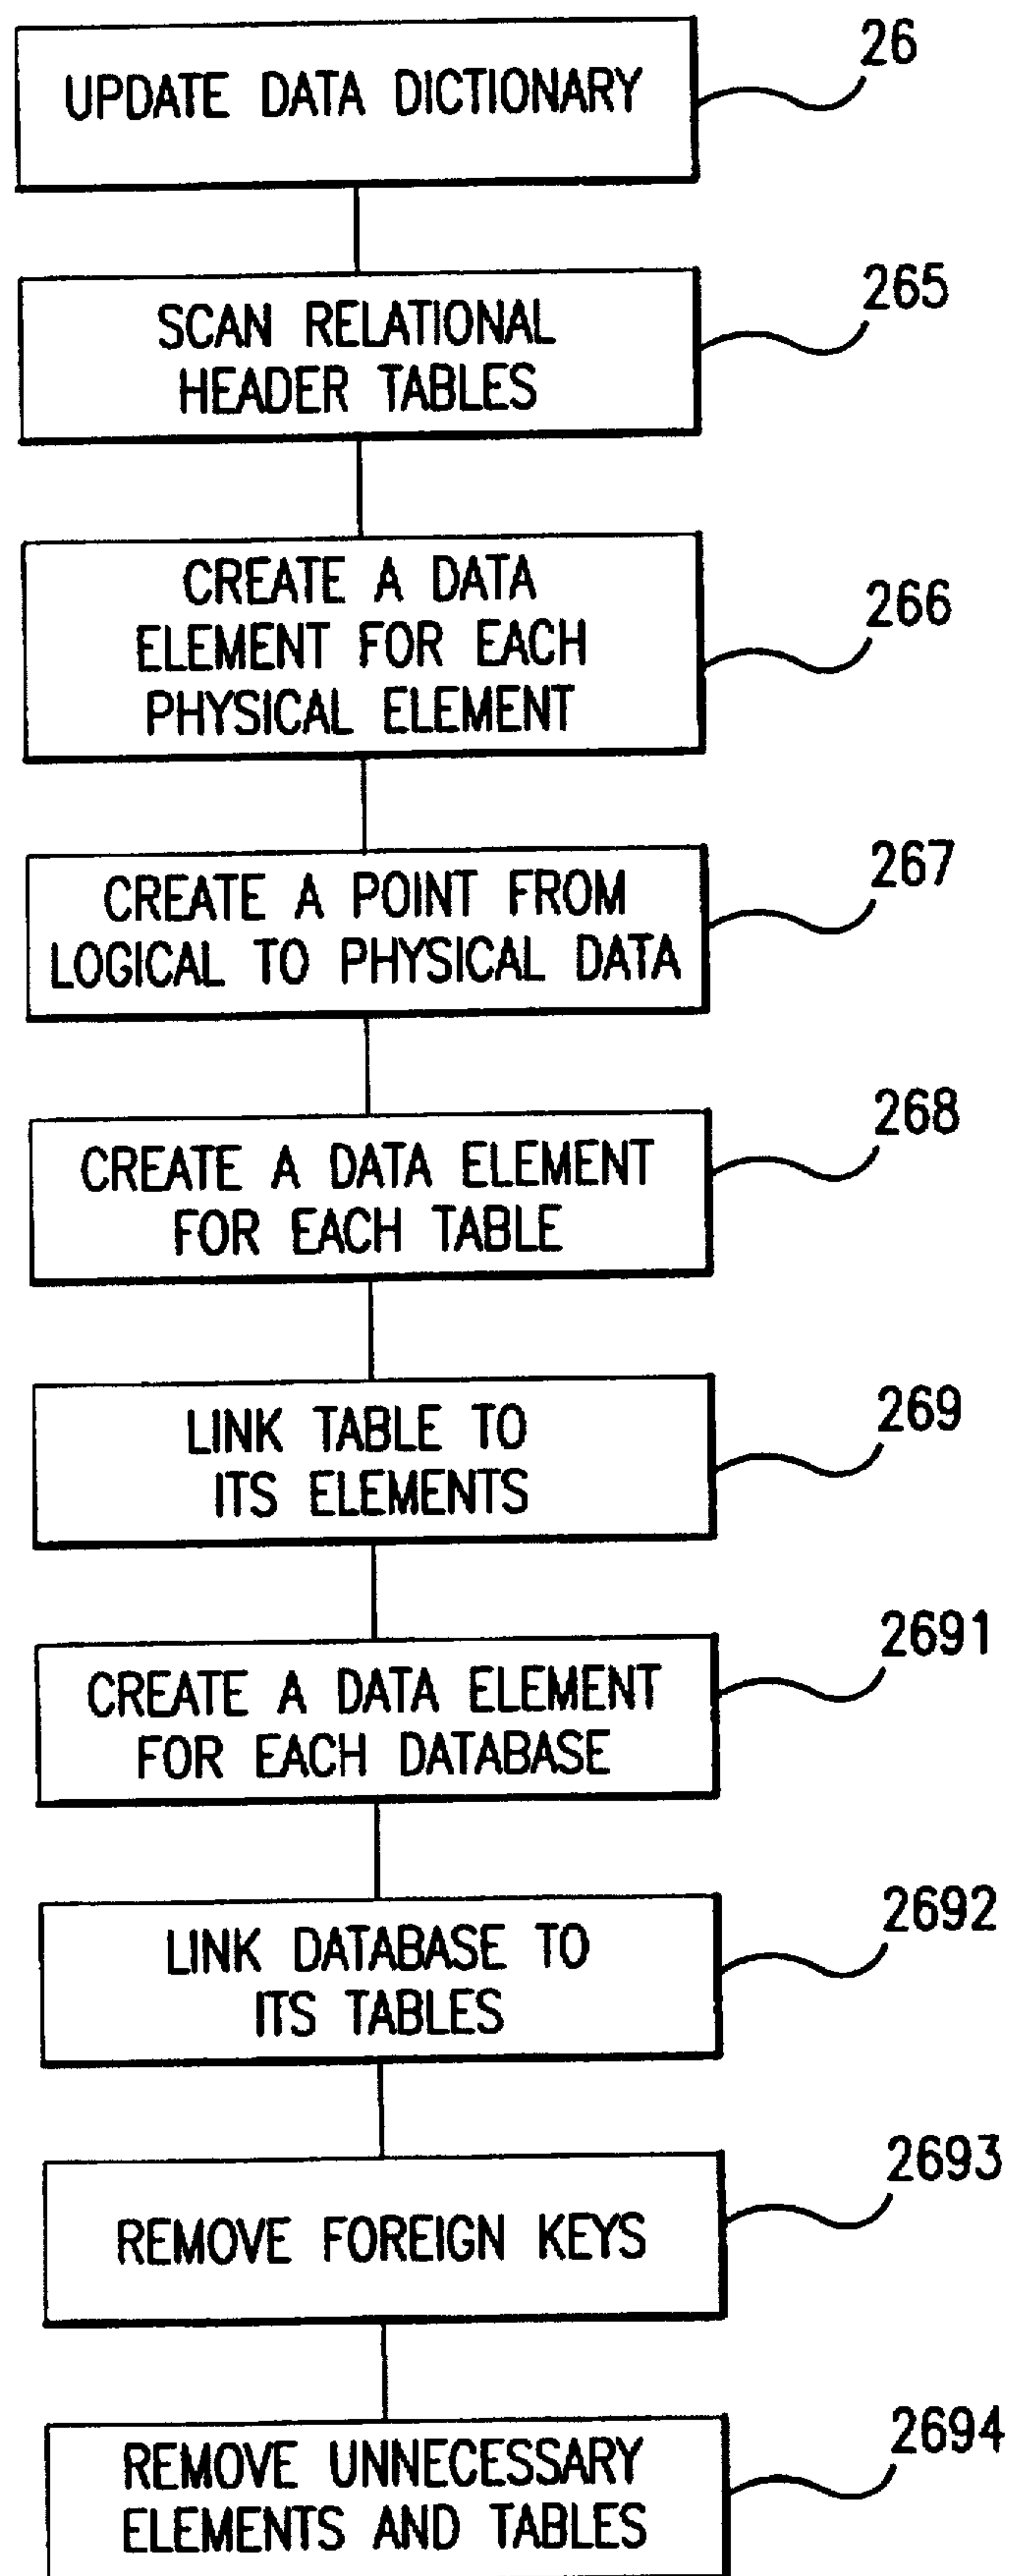 UPDATE DATA DICTIONARY
26
SCAN RELATIONAL
HEADER TABLES
265
CREATE A DATA
ELEMENT FOR EACH
PHYSICAL ELEMENT
266
CREATE A POINT FROM
LOGICAL TO PHYSICAL DATA
267
CREATE A DATA ELEMENT
FOR EACH TABLE
268
LINK TABLE TO
ITS ELEMENTS
269
CREATE A DATA ELEMENT
FOR EACH DATABASE
2691
LINK DATABASE TO
ITS TABLES
2692
REMOVE FOREIGN KEYS
2693
REMOVE UNNECESSARY
ELEMENTS AND TABLES
2694